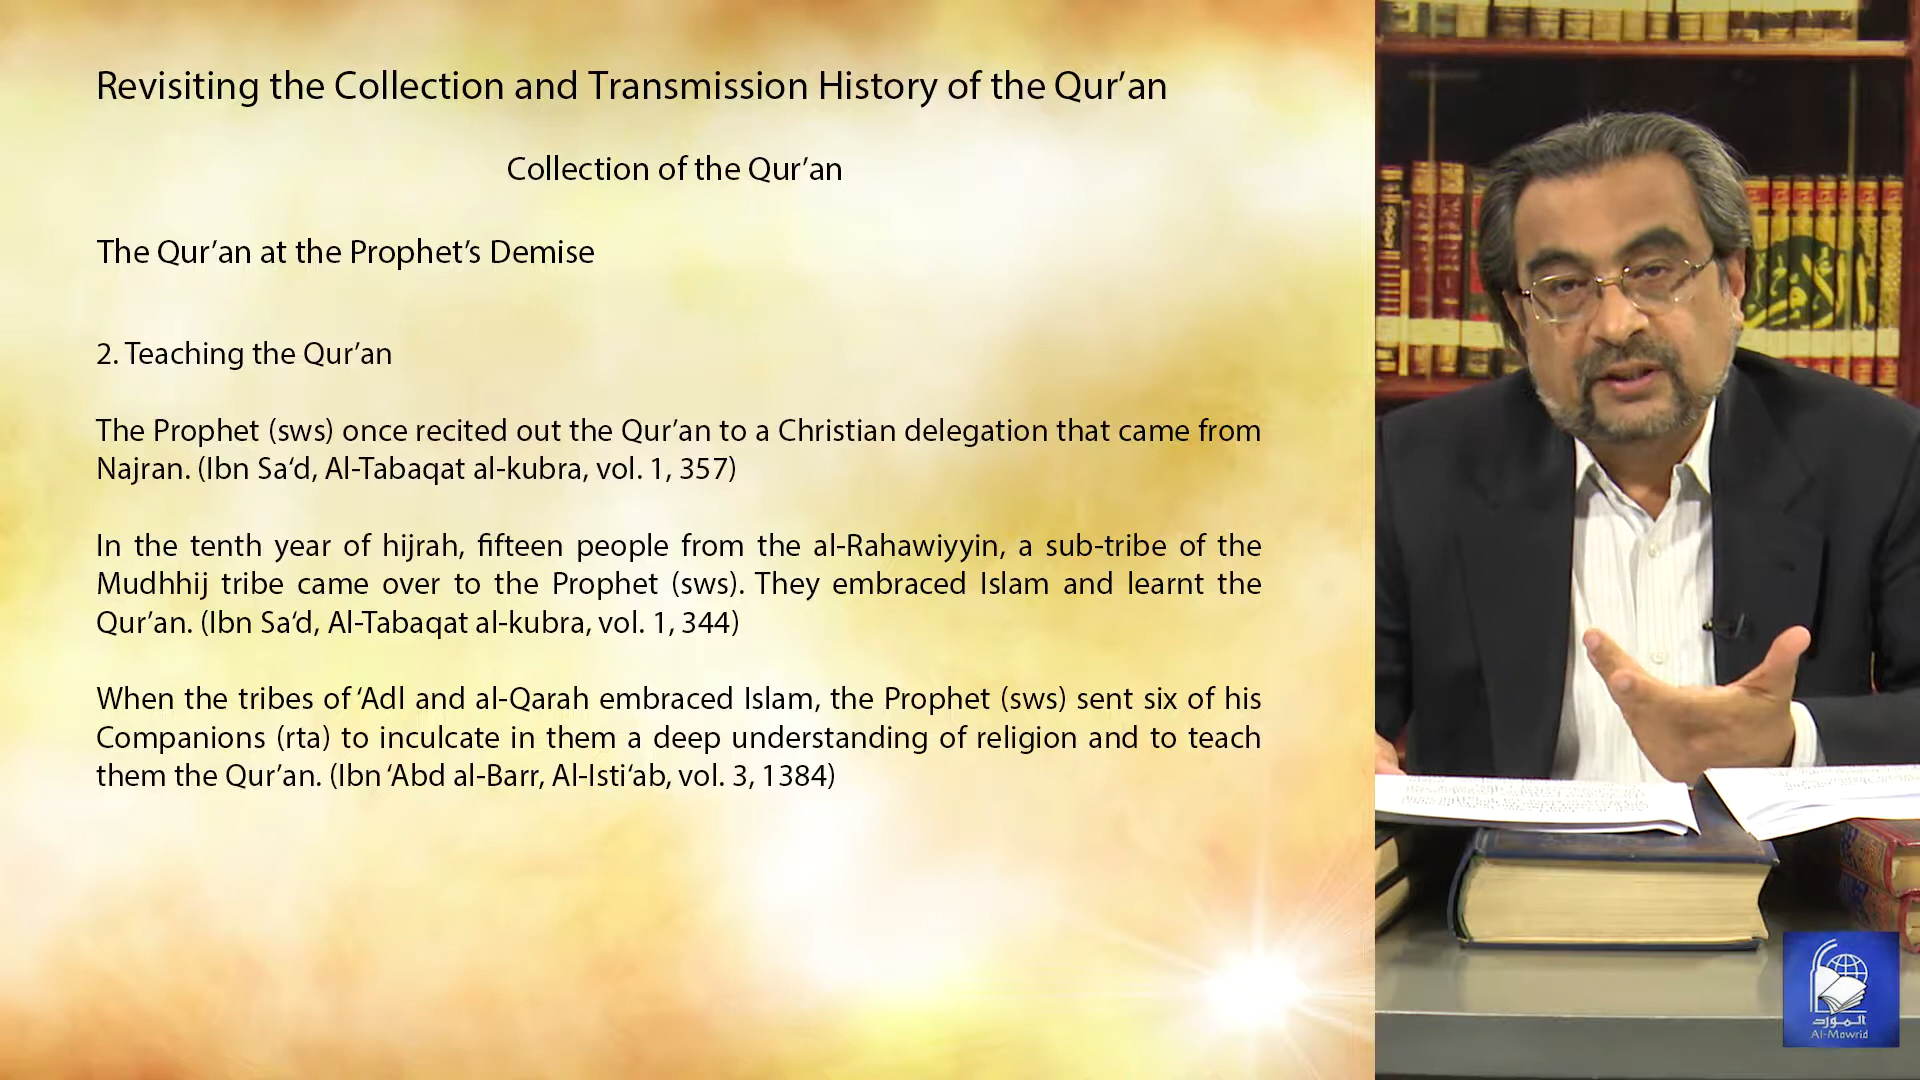 Revisiting the Collection and Transmission History of the Qur’an
Collection of the Qur’an
The Qur’an at the Prophet’s Demise
2. Teaching the Qur’an
The Prophet (sws) once recited out the Qur’an to a Christian delegation that came from
Najran. (Ibn Sa‘d, Al-Tabaqat al-kubra, vol. 1, 357)
In the tenth year of hijrah, fifteen people from the al-Rahawiyyin, a sub-tribe of the
Mudhhij tribe came over to the Prophet (sws). They embraced Islam and learnt the
Qur’an. (Ibn Sa‘d, Al-Tabaqat al-kubra, vol. 1, 344)
When the tribes of ‘Adl and al-Qarah embraced Islam, the Prophet (sws) sent six of his
Companions (rta) to inculcate in them a deep understanding of religion and to teach
them the Qur’an. (Ibn ‘Abd al-Barr, Al-Isti‘ab, vol. 3, 1384)
المورد
Al-Mawrid